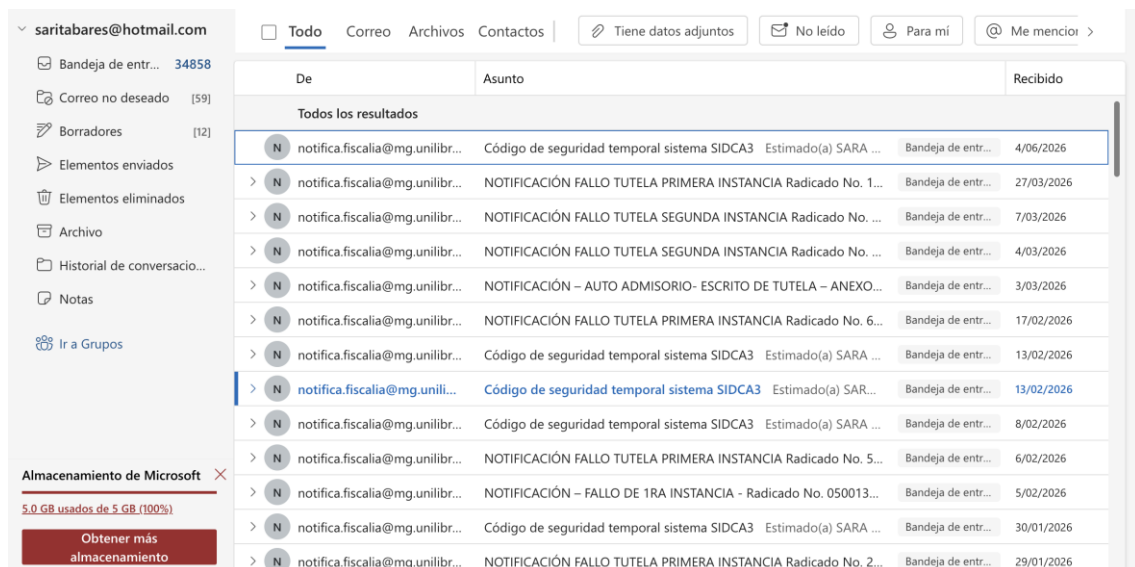 saritabares@hotmail.com
Bandeja de entr... 34858
Correo no deseado [59]
Borradores [12]
Elementos enviados
Elementos eliminados
Archivo
Historial de conversacio...
Notas
Ir a Grupos
Almacenamiento de Microsoft
5.0 GB usados de 5 GB (100%)
Obtener más
almacenamiento
Todo Correo Archivos Contactos Tiene datos adjuntos No leído Para mí @ Me mencior
De Asunto Recibido
Todos los resultados
N notifica.fiscalia@mg.unilibr... Código de seguridad temporal sistema SIDCA3 Estimado(a) SARA ... Bandeja de entr... 4/06/2026
N notifica.fiscalia@mg.unilibr... NOTIFICACIÓN FALLO TUTELA PRIMERA INSTANCIA Radicado No. 1... Bandeja de entr... 27/03/2026
N notifica.fiscalia@mg.unilibr... NOTIFICACIÓN FALLO TUTELA SEGUNDA INSTANCIA Radicado No. ... Bandeja de entr... 7/03/2026
N notifica.fiscalia@mg.unilibr... NOTIFICACIÓN FALLO TUTELA SEGUNDA INSTANCIA Radicado No. ... Bandeja de entr... 4/03/2026
N notifica.fiscalia@mg.unilibr... NOTIFICACIÓN – AUTO ADMISORIO- ESCRITO DE TUTELA – ANEXO... Bandeja de entr... 3/03/2026
N notifica.fiscalia@mg.unilibr... NOTIFICACIÓN FALLO TUTELA PRIMERA INSTANCIA Radicado No. 6... Bandeja de entr... 17/02/2026
N notifica.fiscalia@mg.unilibr... Código de seguridad temporal sistema SIDCA3 Estimado(a) SARA ... Bandeja de entr... 13/02/2026
N notifica.fiscalia@mg.unili... Código de seguridad temporal sistema SIDCA3 Estimado(a) SAR... Bandeja de entr... 13/02/2026
N notifica.fiscalia@mg.unilibr... Código de seguridad temporal sistema SIDCA3 Estimado(a) SARA ... Bandeja de entr... 8/02/2026
N notifica.fiscalia@mg.unilibr... NOTIFICACIÓN FALLO TUTELA PRIMERA INSTANCIA Radicado No. 5... Bandeja de entr... 6/02/2026
N notifica.fiscalia@mg.unilibr... NOTIFICACIÓN – FALLO DE 1RA INSTANCIA - Radicado No. 050013... Bandeja de entr... 5/02/2026
N notifica.fiscalia@mg.unilibr... Código de seguridad temporal sistema SIDCA3 Estimado(a) SARA ... Bandeja de entr... 30/01/2026
N notifica.fiscalia@mg.unilibr... NOTIFICACIÓN FALLO TUTELA PRIMERA INSTANCIA Radicado No. 2... Bandeja de entr... 29/01/2026